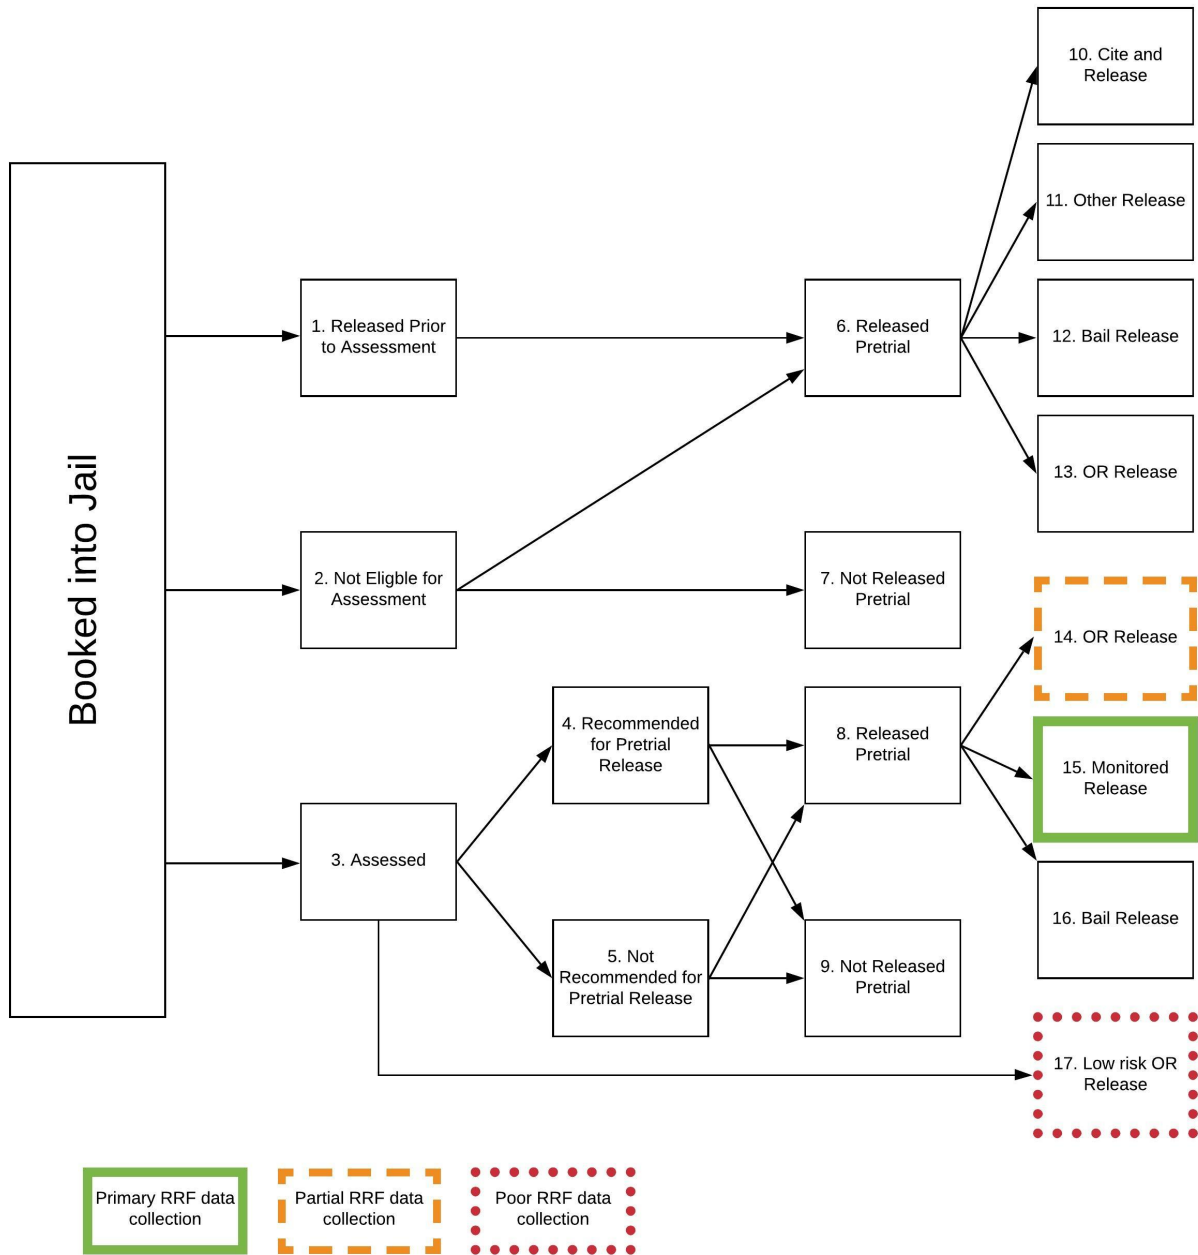 Booked into Jail
1. Released Prior
to Assessment
2. Not Eligble for
Assessment
3. Assessed
4. Recommended
for Pretrial
Release
5. Not
Recommended for
Pretrial Release
6. Released
Pretrial
7. Not Released
Pretrial
8. Released
Pretrial
9. Not Released
Pretrial
10. Cite and
Release
11. Other Release
12. Bail Release
13. OR Release
14. OR Release
15. Monitored
Release
16. Bail Release
17. Low risk OR
Release
Primary RRF data
collection
Partial RRF data
collection
Poor RRF data
collection